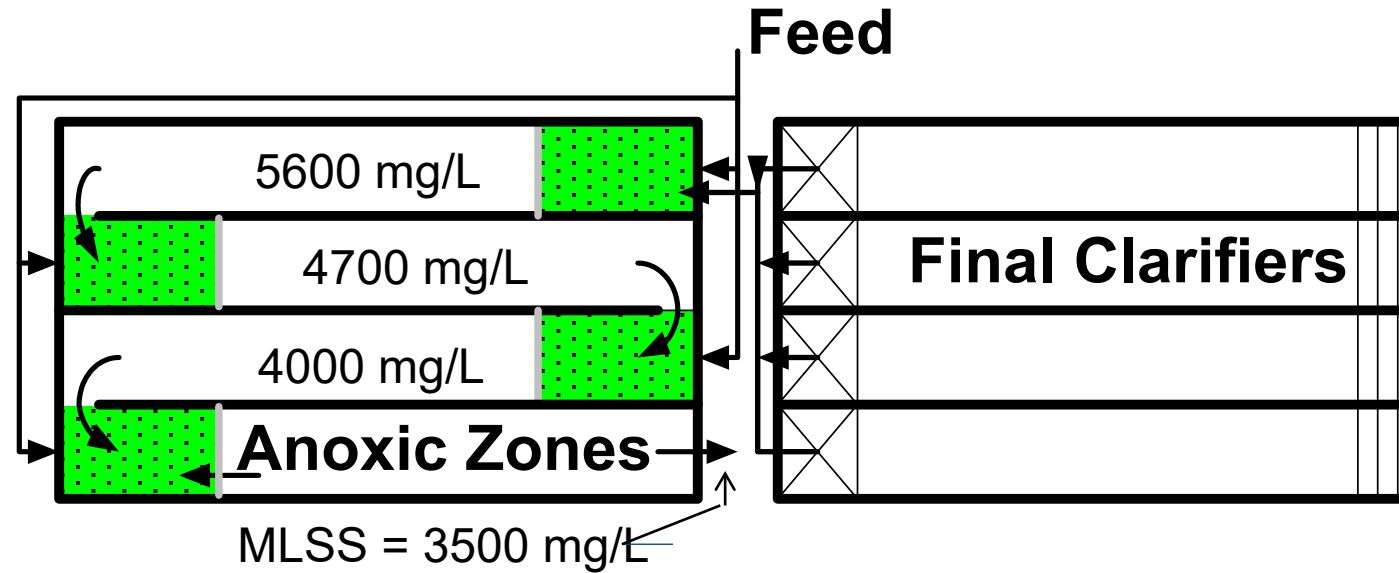 Feed
5600 mg/L
4700 mg/L
Final Clarifiers
4000 mg/L
Anoxic Zones
MLSS = 3500 mg/L